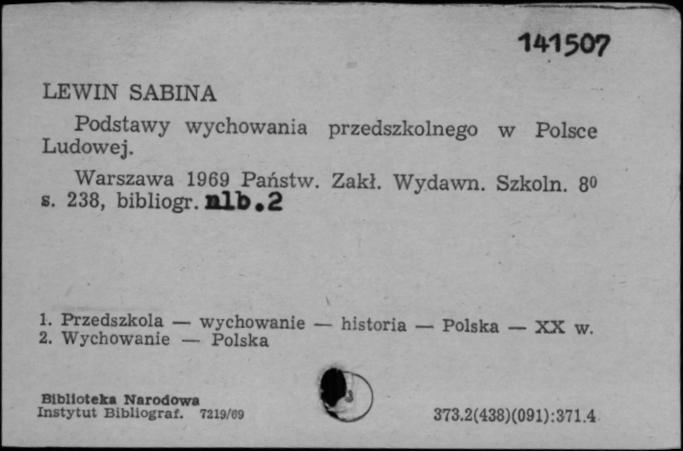 141507
LEWIN SABINA
Podstawy wychowania przedszkolnego w Polsce
Ludowej.
Warszawa 1969 Państw. Zakł. Wydawn. Szkoln. 8⁰
s. 238, bibliogr. nlb.2
1. Przedszkola — wychowanie — historia — Polska — XX w.
2. Wychowanie — Polska
Biblioteka Narodowa
Instytut Bibliograf. 7219/69
373.2(438)(091):371.4